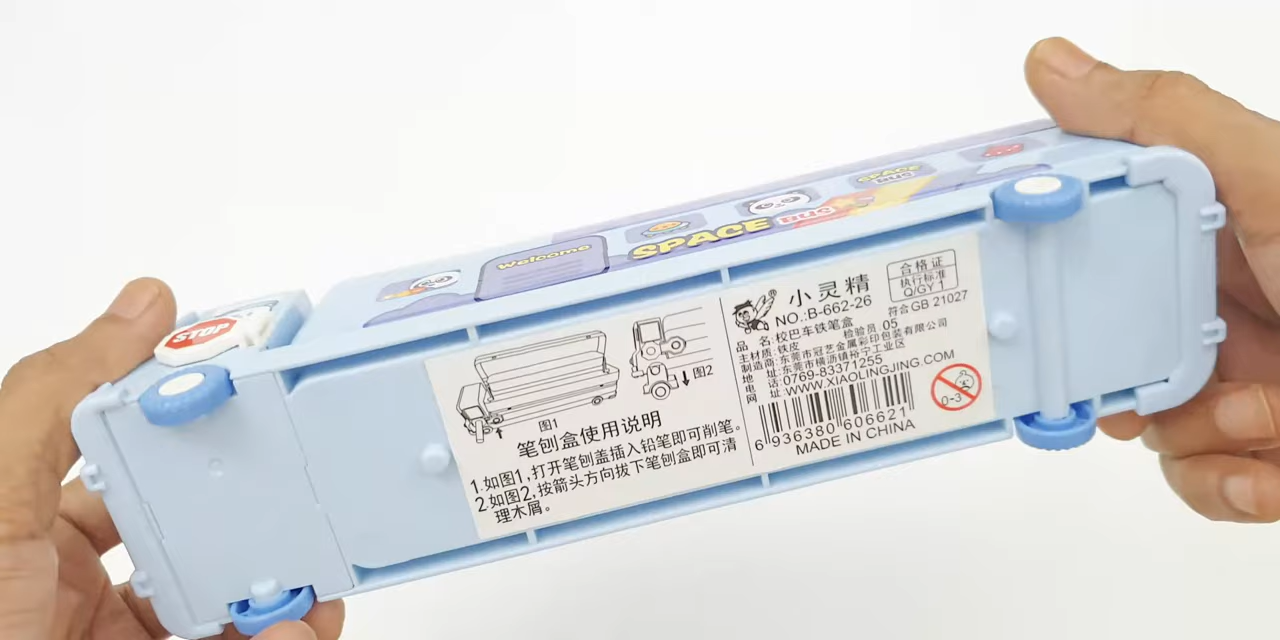 STOP
Welcome
SPACE BUS
SPACE
BUS
图1
图2
笔刨盒使用说明
1.如图1,打开笔刨盖插入铅笔即可削笔。
2.如图2,按箭头方向拔下笔刨盒即可清
理木屑。
®
小灵精
NO.:B-662-26
合格证
执行标准
Q/GY 1
符合GB 21027
品 名:校巴车铁笔盒
检验员:05
主材质:铁皮
制造商:东莞市冠艺金属彩印包装有限公司
地 址:东莞市横沥镇裕宁工业区
电 话:0769-83371255
网 址:WWW.XIAOLINGJING.COM
6 936380 606621
MADE IN CHINA
0-3